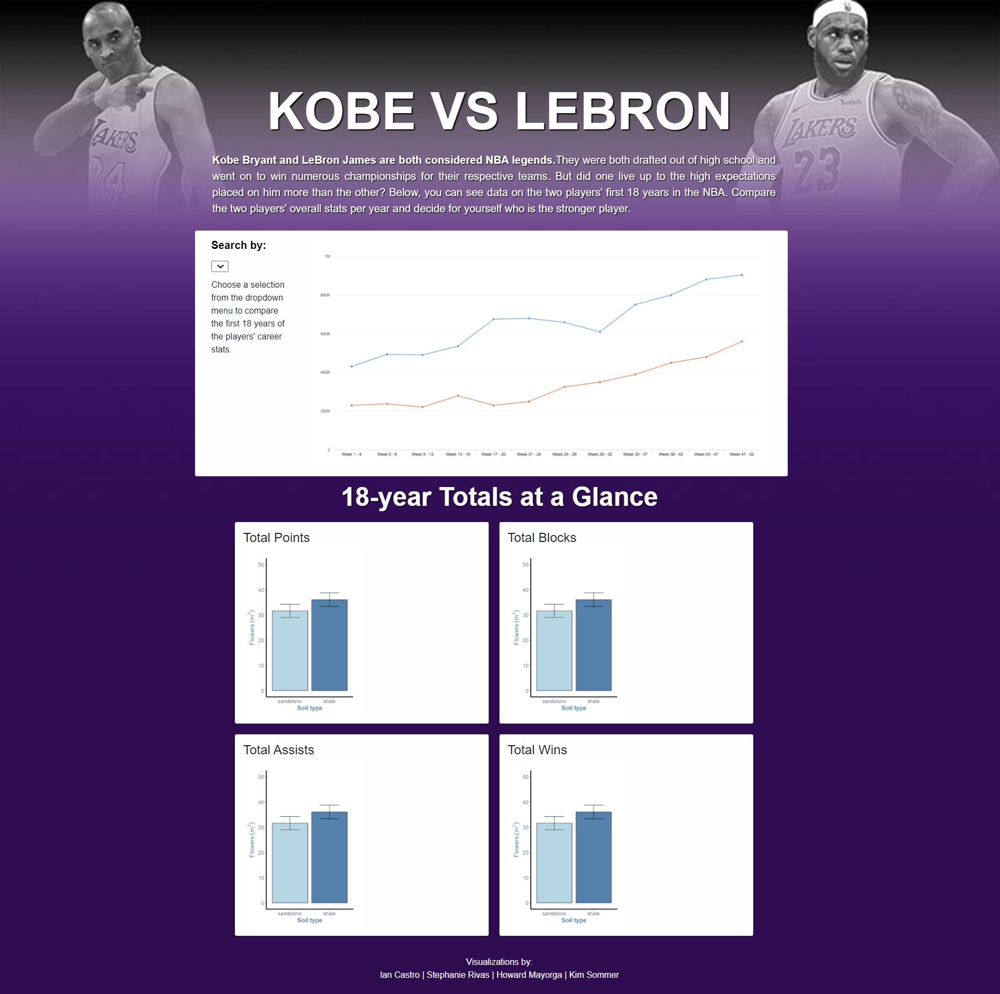 KOBE VS LEBRON
LAKERS
24
wish
LAKERS
23
Kobe Bryant and LeBron James are both considered NBA legends.They were both drafted out of high school and
went on to win numerous championships for their respective teams. But did one live up to the high expectations
placed on him more than the other? Below, you can see data on the two players' first 18 years in the NBA. Compare
the two players' overall stats per year and decide for yourself who is the stronger player.
Search by:
Choose a selection
from the dropdown
menu to compare
the first 18 years of
the players' career
stats.
1M
800K
600K
400K
200K
0
Week 1 - 4 Week 5 - 8 Week 9 - 12 Week 13 - 16 Week 17 - 20 Week 21 - 24 Week 25 - 28 Week 29 - 32 Week 33 - 37 Week 38 - 42 Week 43 - 47 Week 47 - 52
18-year Totals at a Glance
Total Points
50
40
30
20
10
0
Flowers (m³)
sandstone shale
Soil type
Total Blocks
50
40
30
20
10
0
Flowers (m³)
sandstone shale
Soil type
Total Assists
50
40
30
20
10
0
Flowers (m³)
sandstone shale
Soil type
Total Wins
50
40
30
20
10
0
Flowers (m³)
sandstone shale
Soil type
Visualizations by:
Ian Castro | Stephanie Rivas | Howard Mayorga | Kim Sommer